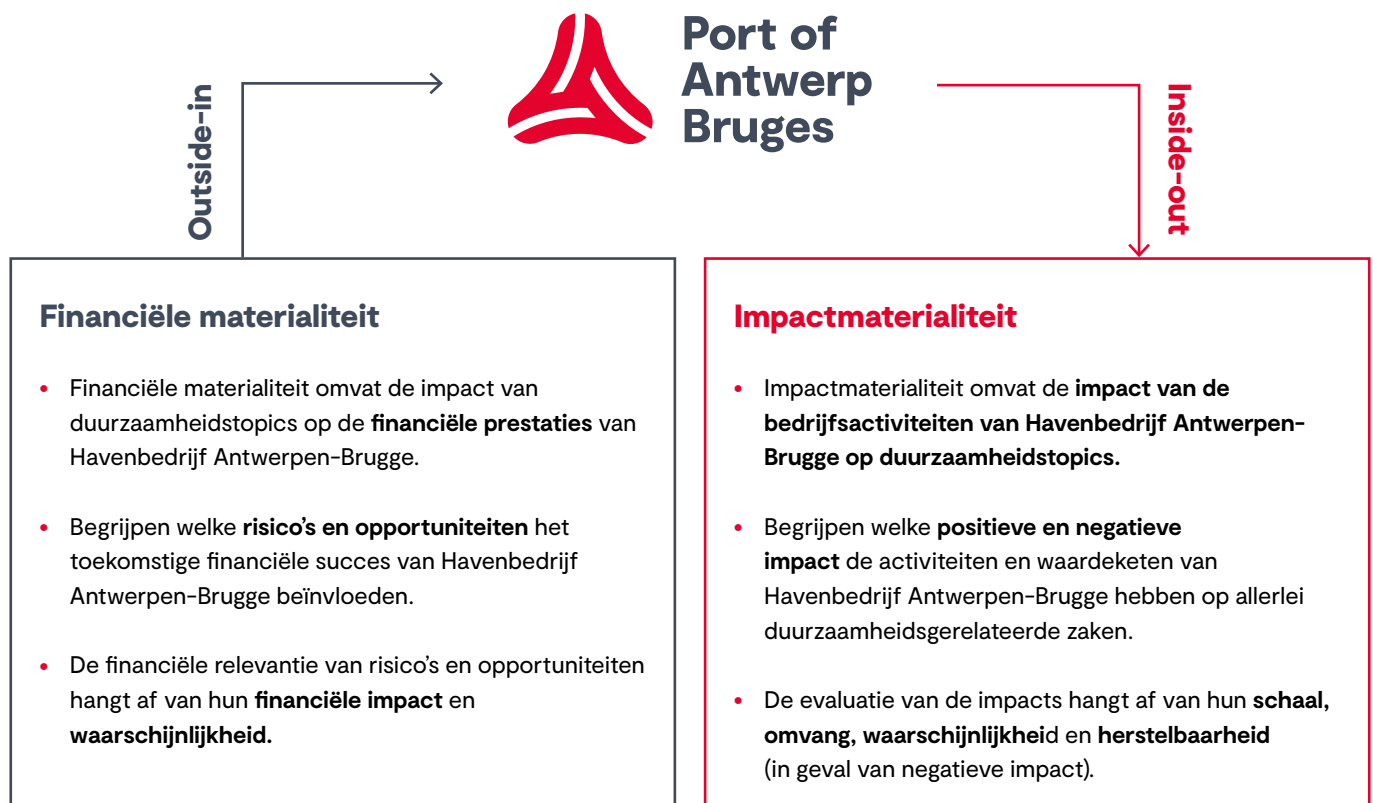 Port of
Antwerp
Bruges
Outside-in
Inside-out
Financiële materialiteit
• Financiële materialiteit omvat de impact van
duurzaamheidstopics op de financiële prestaties van
Havenbedrijf Antwerpen-Brugge.
• Begrijpen welke risico’s en opportuniteiten het
toekomstige financiële succes van Havenbedrijf
Antwerpen-Brugge beïnvloeden.
• De financiële relevantie van risico’s en opportuniteiten
hangt af van hun financiële impact en
waarschijnlijkheid.
Impactmaterialiteit
• Impactmaterialiteit omvat de impact van de
bedrijfsactiviteiten van Havenbedrijf Antwerpen-
Brugge op duurzaamheidstopics.
• Begrijpen welke positieve en negatieve
impact de activiteiten en waardeketen van
Havenbedrijf Antwerpen-Brugge hebben op allerlei
duurzaamheidsgerelateerde zaken.
• De evaluatie van de impacts hangt af van hun schaal,
omvang, waarschijnlijkheid en herstelbaarheid
(in geval van negatieve impact).